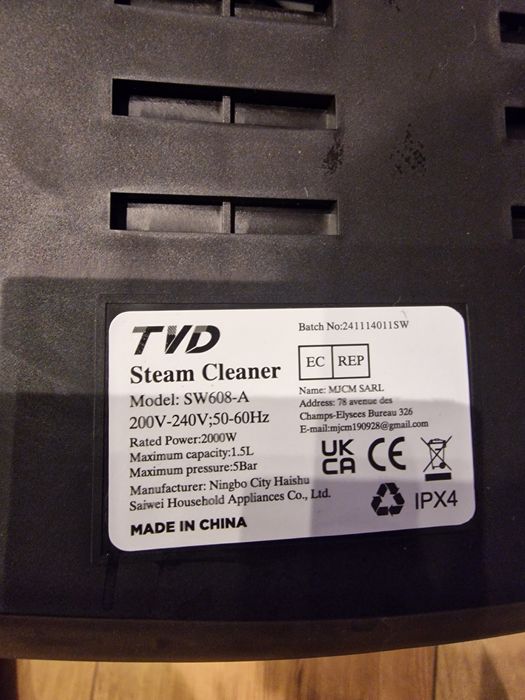 TVD
Steam Cleaner
Model: SW608-A
200V-240V;50-60Hz
Rated Power:2000W
Maximum capacity:1.5L
Maximum pressure:5Bar
Manufacturer: Ningbo City Haishu
Saiwei Household Appliances Co., Ltd.
MADE IN CHINA
Batch No:241114011SW
EC REP
Name: MJCM SARL
Address: 78 avenue des
Champs-Elysees Bureau 326
E-mail:mjcm190928@gmail.com
UK
CA CE
IPX4